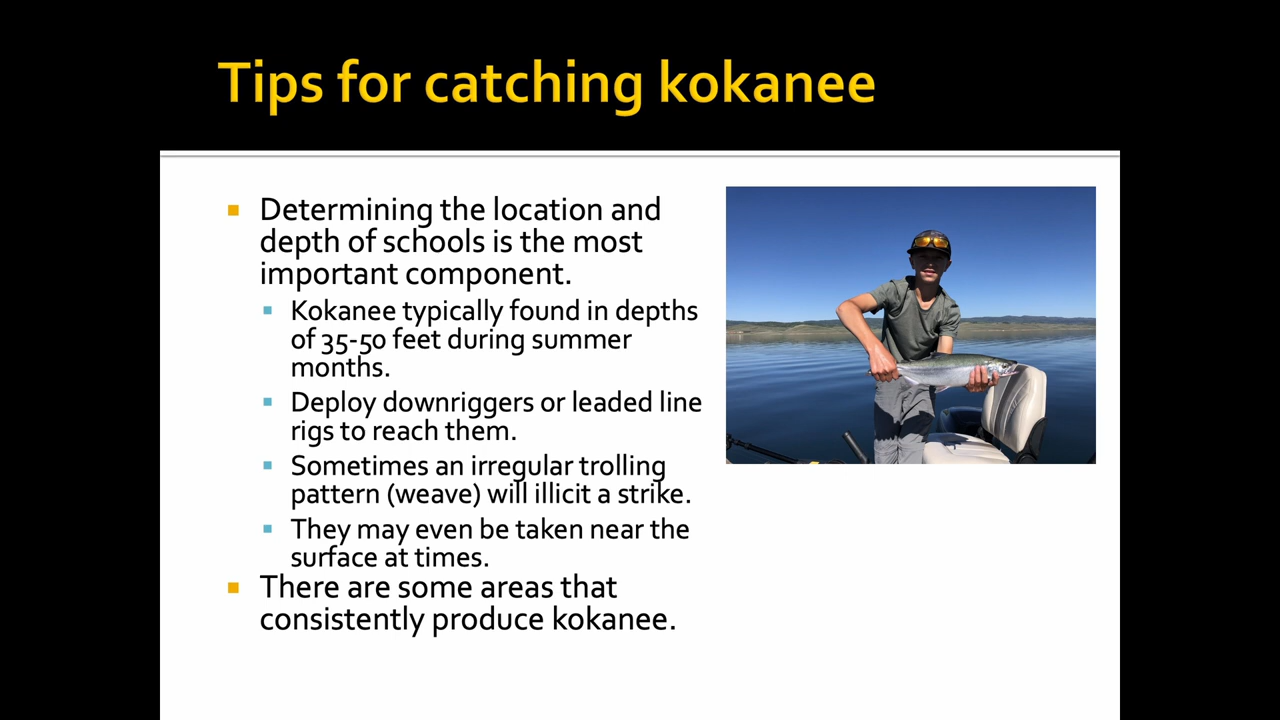 Tips for catching kokanee
Determining the location and
depth of schools is the most
important component.
Kokanee typically found in depths
of 35-50 feet during summer
months.
Deploy downriggers or leaded line
rigs to reach them.
Sometimes an irregular trolling
pattern (weave) will illicit a strike.
They may even be taken near the
surface at times.
There are some areas that
consistently produce kokanee.